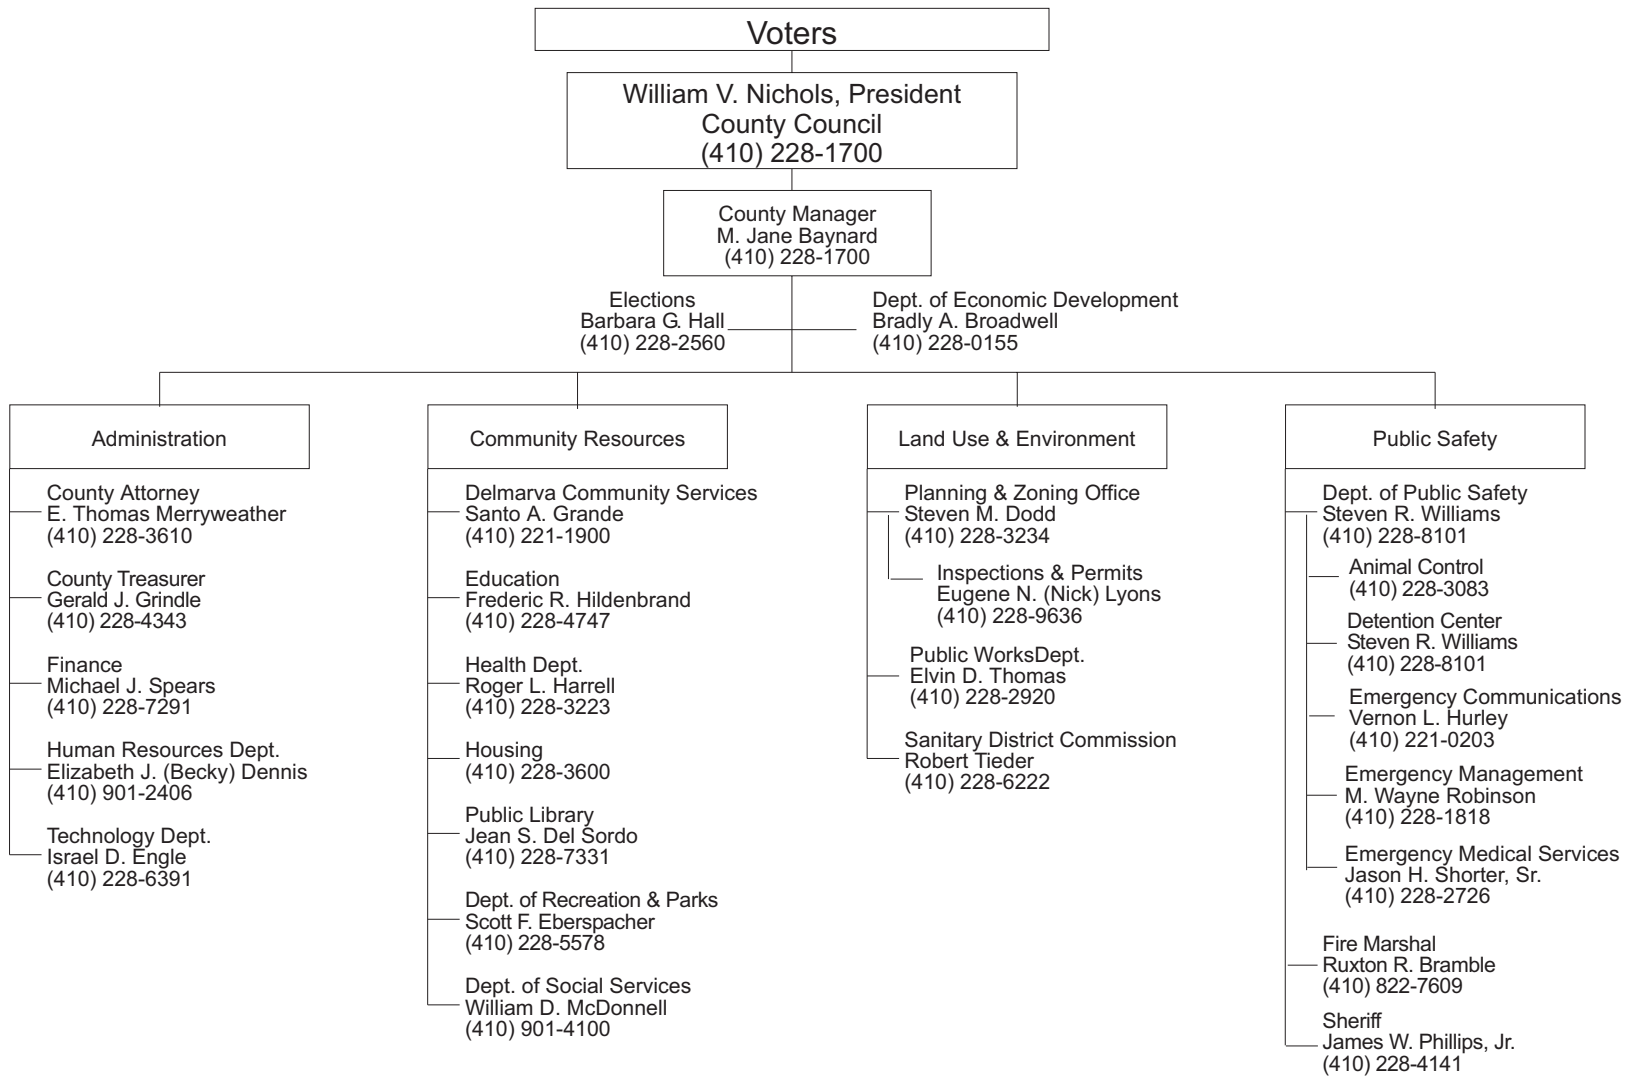 Voters
William V. Nichols, President
County Council
(410) 228-1700
County Manager
M. Jane Baynard
(410) 228-1700
Elections
Barbara G. Hall
(410) 228-2560
Dept. of Economic Development
Bradly A. Broadwell
(410) 228-0155
Administration
County Attorney
E. Thomas Merryweather
(410) 228-3610
County Treasurer
Gerald J. Grindle
(410) 228-4343
Finance
Michael J. Spears
(410) 228-7291
Human Resources Dept.
Elizabeth J. (Becky) Dennis
(410) 901-2406
Technology Dept.
Israel D. Engle
(410) 228-6391
Community Resources
Delmarva Community Services
Santo A. Grande
(410) 221-1900
Education
Frederic R. Hildenbrand
(410) 228-4747
Health Dept.
Roger L. Harrell
(410) 228-3223
Housing
(410) 228-3600
Public Library
Jean S. Del Sordo
(410) 228-7331
Dept. of Recreation & Parks
Scott F. Eberspacher
(410) 228-5578
Dept. of Social Services
William D. McDonnell
(410) 901-4100
Land Use & Environment
Planning & Zoning Office
Steven M. Dodd
(410) 228-3234
Inspections & Permits
Eugene N. (Nick) Lyons
(410) 228-9636
Public WorksDept.
Elvin D. Thomas
(410) 228-2920
Sanitary District Commission
Robert Tieder
(410) 228-6222
Public Safety
Dept. of Public Safety
Steven R. Williams
(410) 228-8101
Animal Control
(410) 228-3083
Detention Center
Steven R. Williams
(410) 228-8101
Emergency Communications
Vernon L. Hurley
(410) 221-0203
Emergency Management
M. Wayne Robinson
(410) 228-1818
Emergency Medical Services
Jason H. Shorter, Sr.
(410) 228-2726
Fire Marshal
Ruxton R. Bramble
(410) 822-7609
Sheriff
James W. Phillips, Jr.
(410) 228-4141